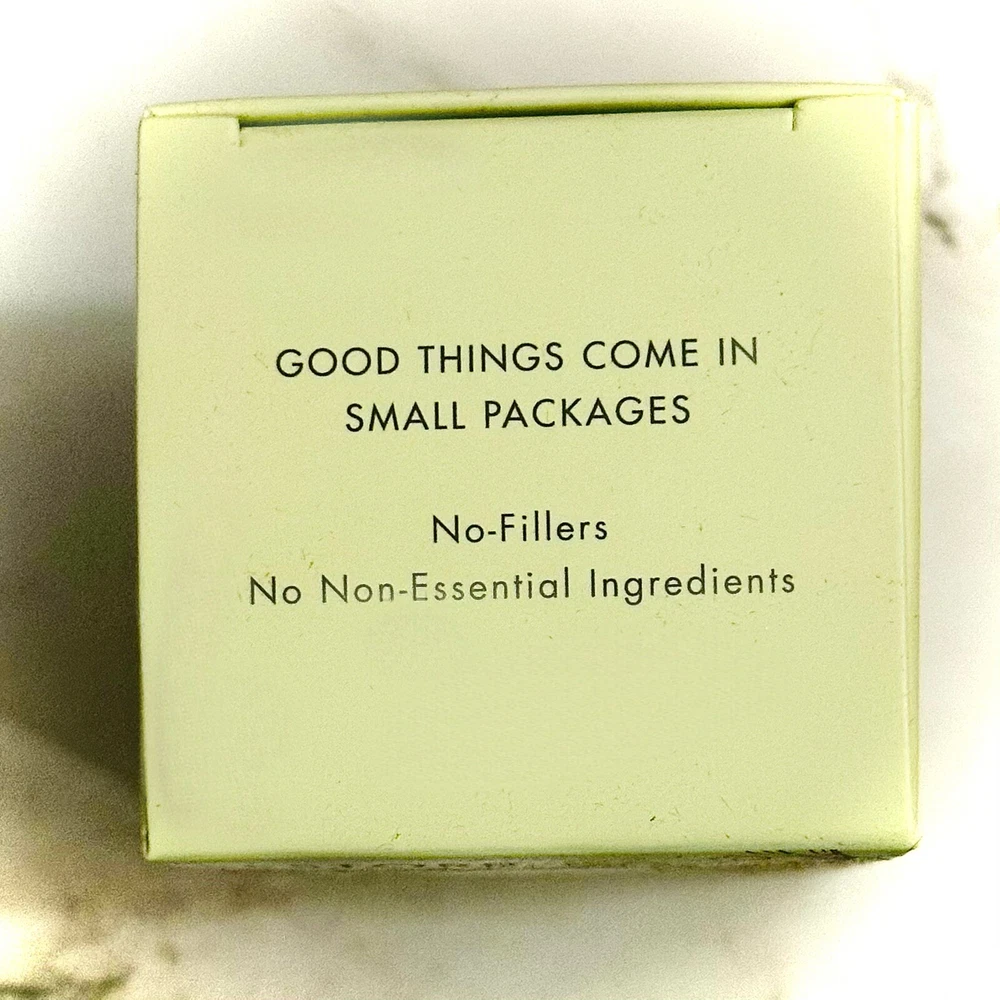 GOOD THINGS COME IN
SMALL PACKAGES
No-Fillers
No Non-Essential Ingredients